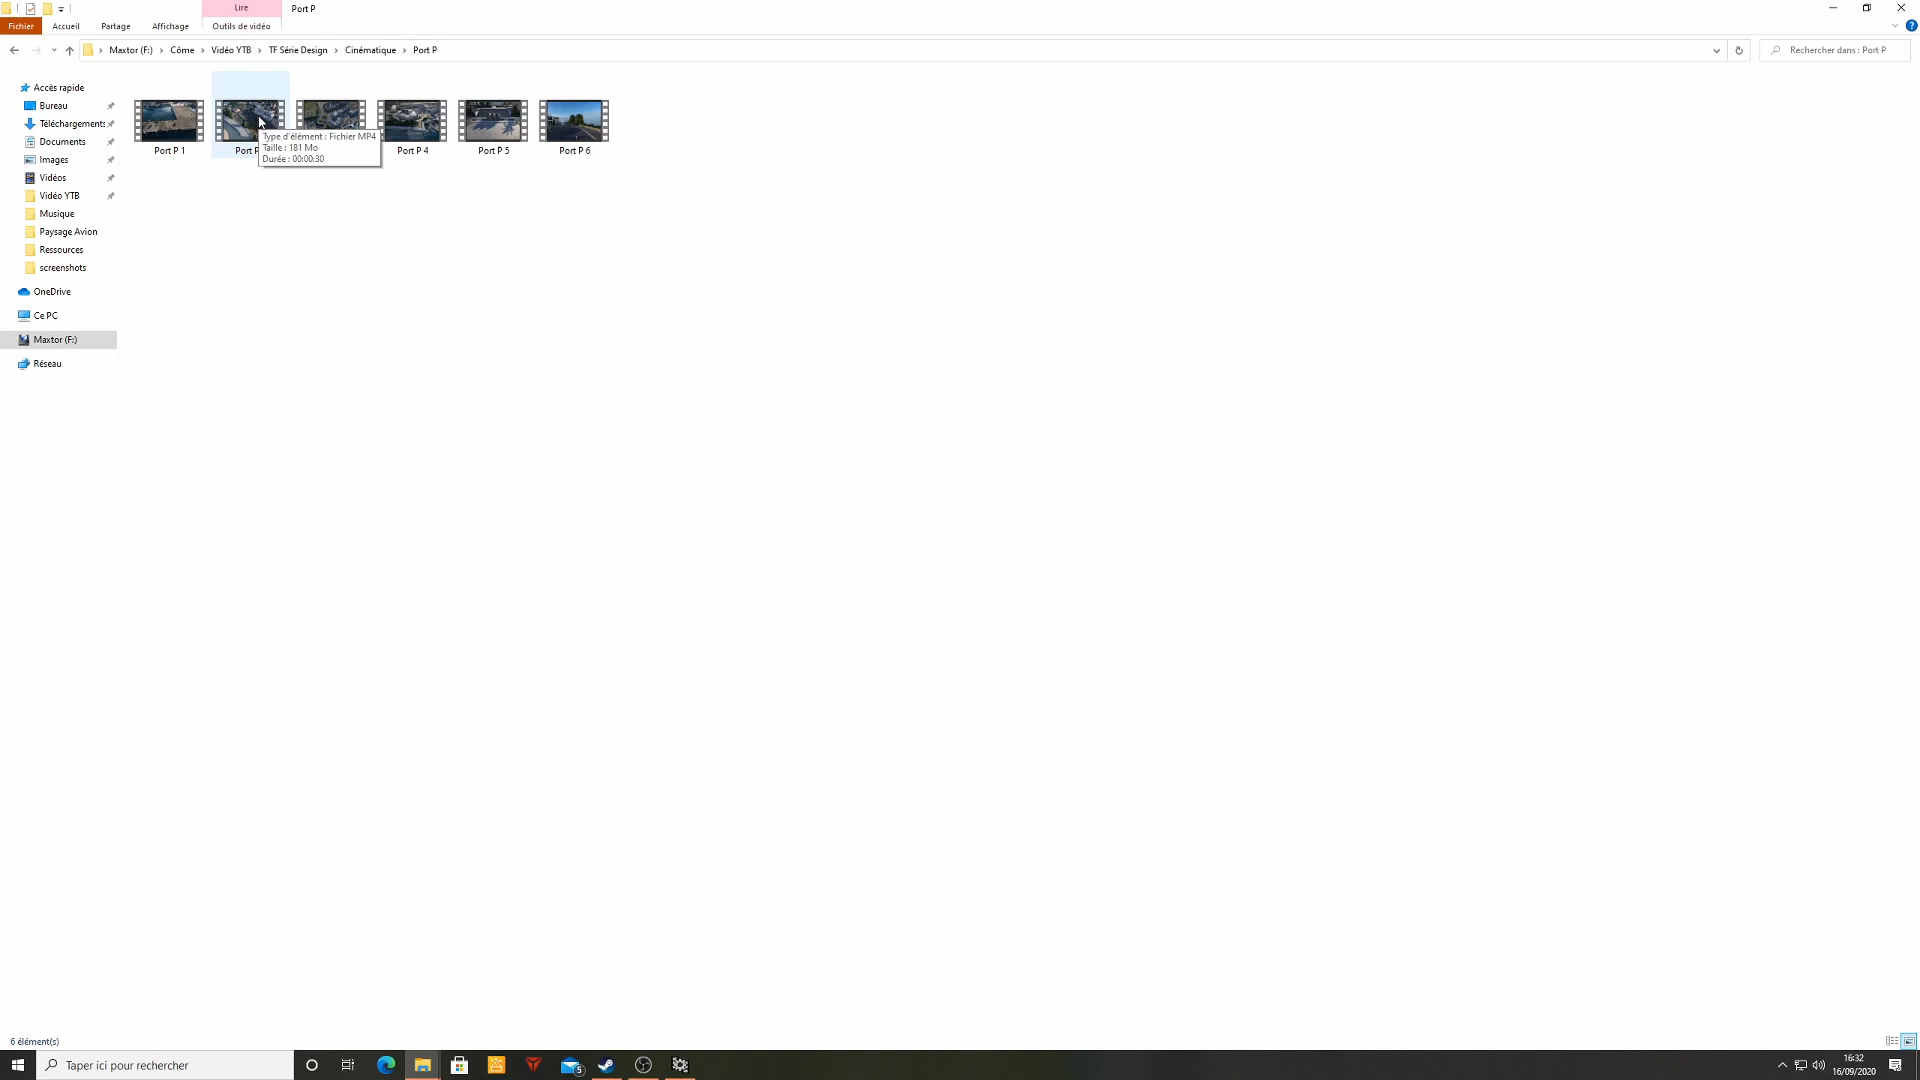 Lire
Port P
Fichier
Accueil
Partage
Affichage
Outils de vidéo
Maxtor (F:) › Côme › Vidéo YTB › TF Série Design › Cinématique › Port P
Rechercher dans : Port P
Accès rapide
Bureau
Téléchargements
Documents
Images
Vidéos
Vidéo YTB
Musique
Paysage Avion
Ressources
screenshots
OneDrive
Ce PC
Maxtor (F:)
Réseau
Port P 1
Port P
Port P 4
Port P 5
Port P 6
Type d'élément : Fichier MP4
Taille : 181 Mo
Durée : 00:00:30
6 élément(s)
Taper ici pour rechercher
5
16:32
16/09/2020